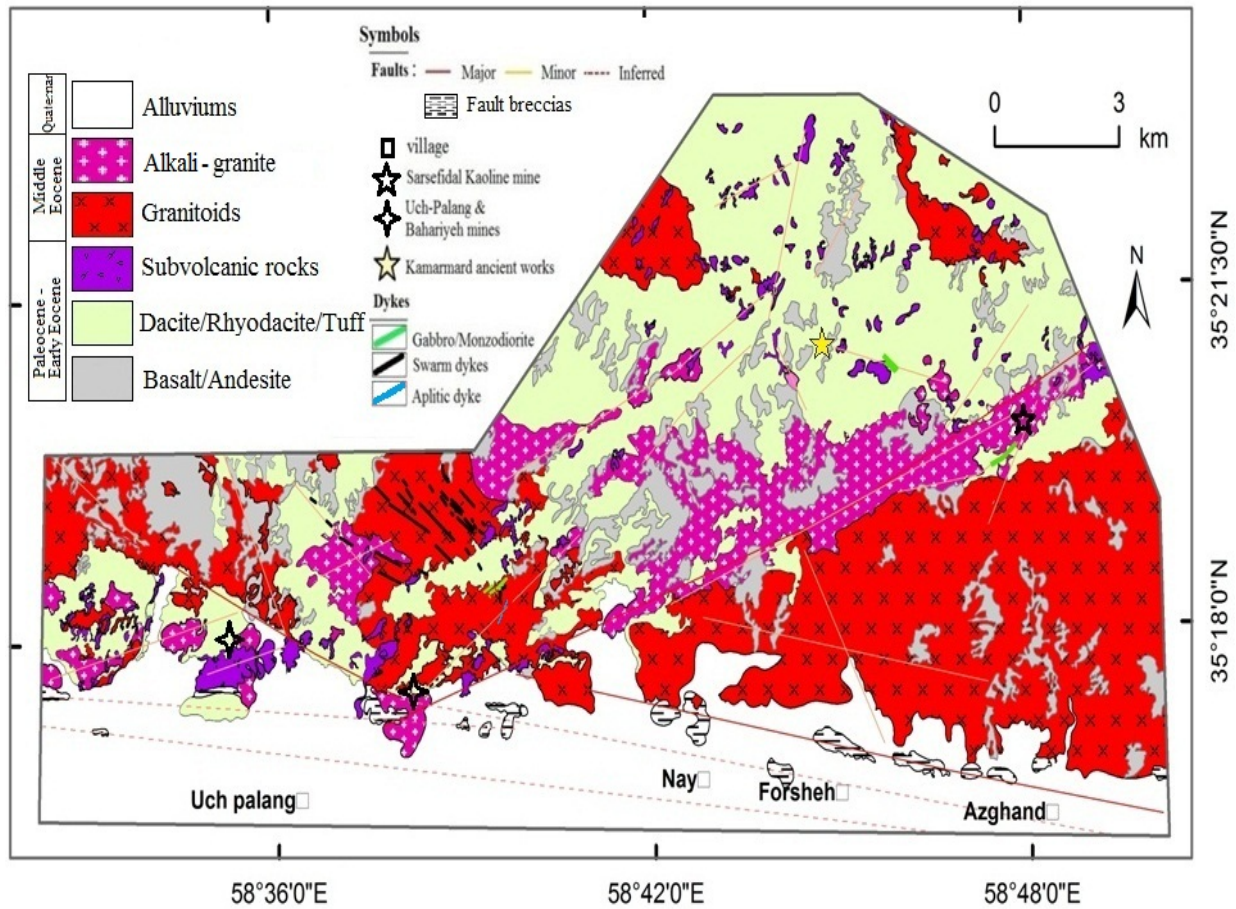 Symbols
Faults : Major Minor Inferred
Fault breccias
village
Sarsefidal Kaoline mine
Uch-Palang &
Bahariyeh mines
Kamarmard ancient works
Dykes
Gabbro/Monzodiorite
Swarm dykes
Aplitic dyke
Quaternar
Middle
Eocene
Paleocene -
Early Eocene
Alluviums
Alkali - granite
Granitoids
Subvolcanic rocks
Dacite/Rhyodacite/Tuff
Basalt/Andesite
0 3
km
N
35°21'30"N
35°18'0"N
Uch palang
Nay
Forsheh
Azghand
58°36'0"E
58°42'0"E
58°48'0"E